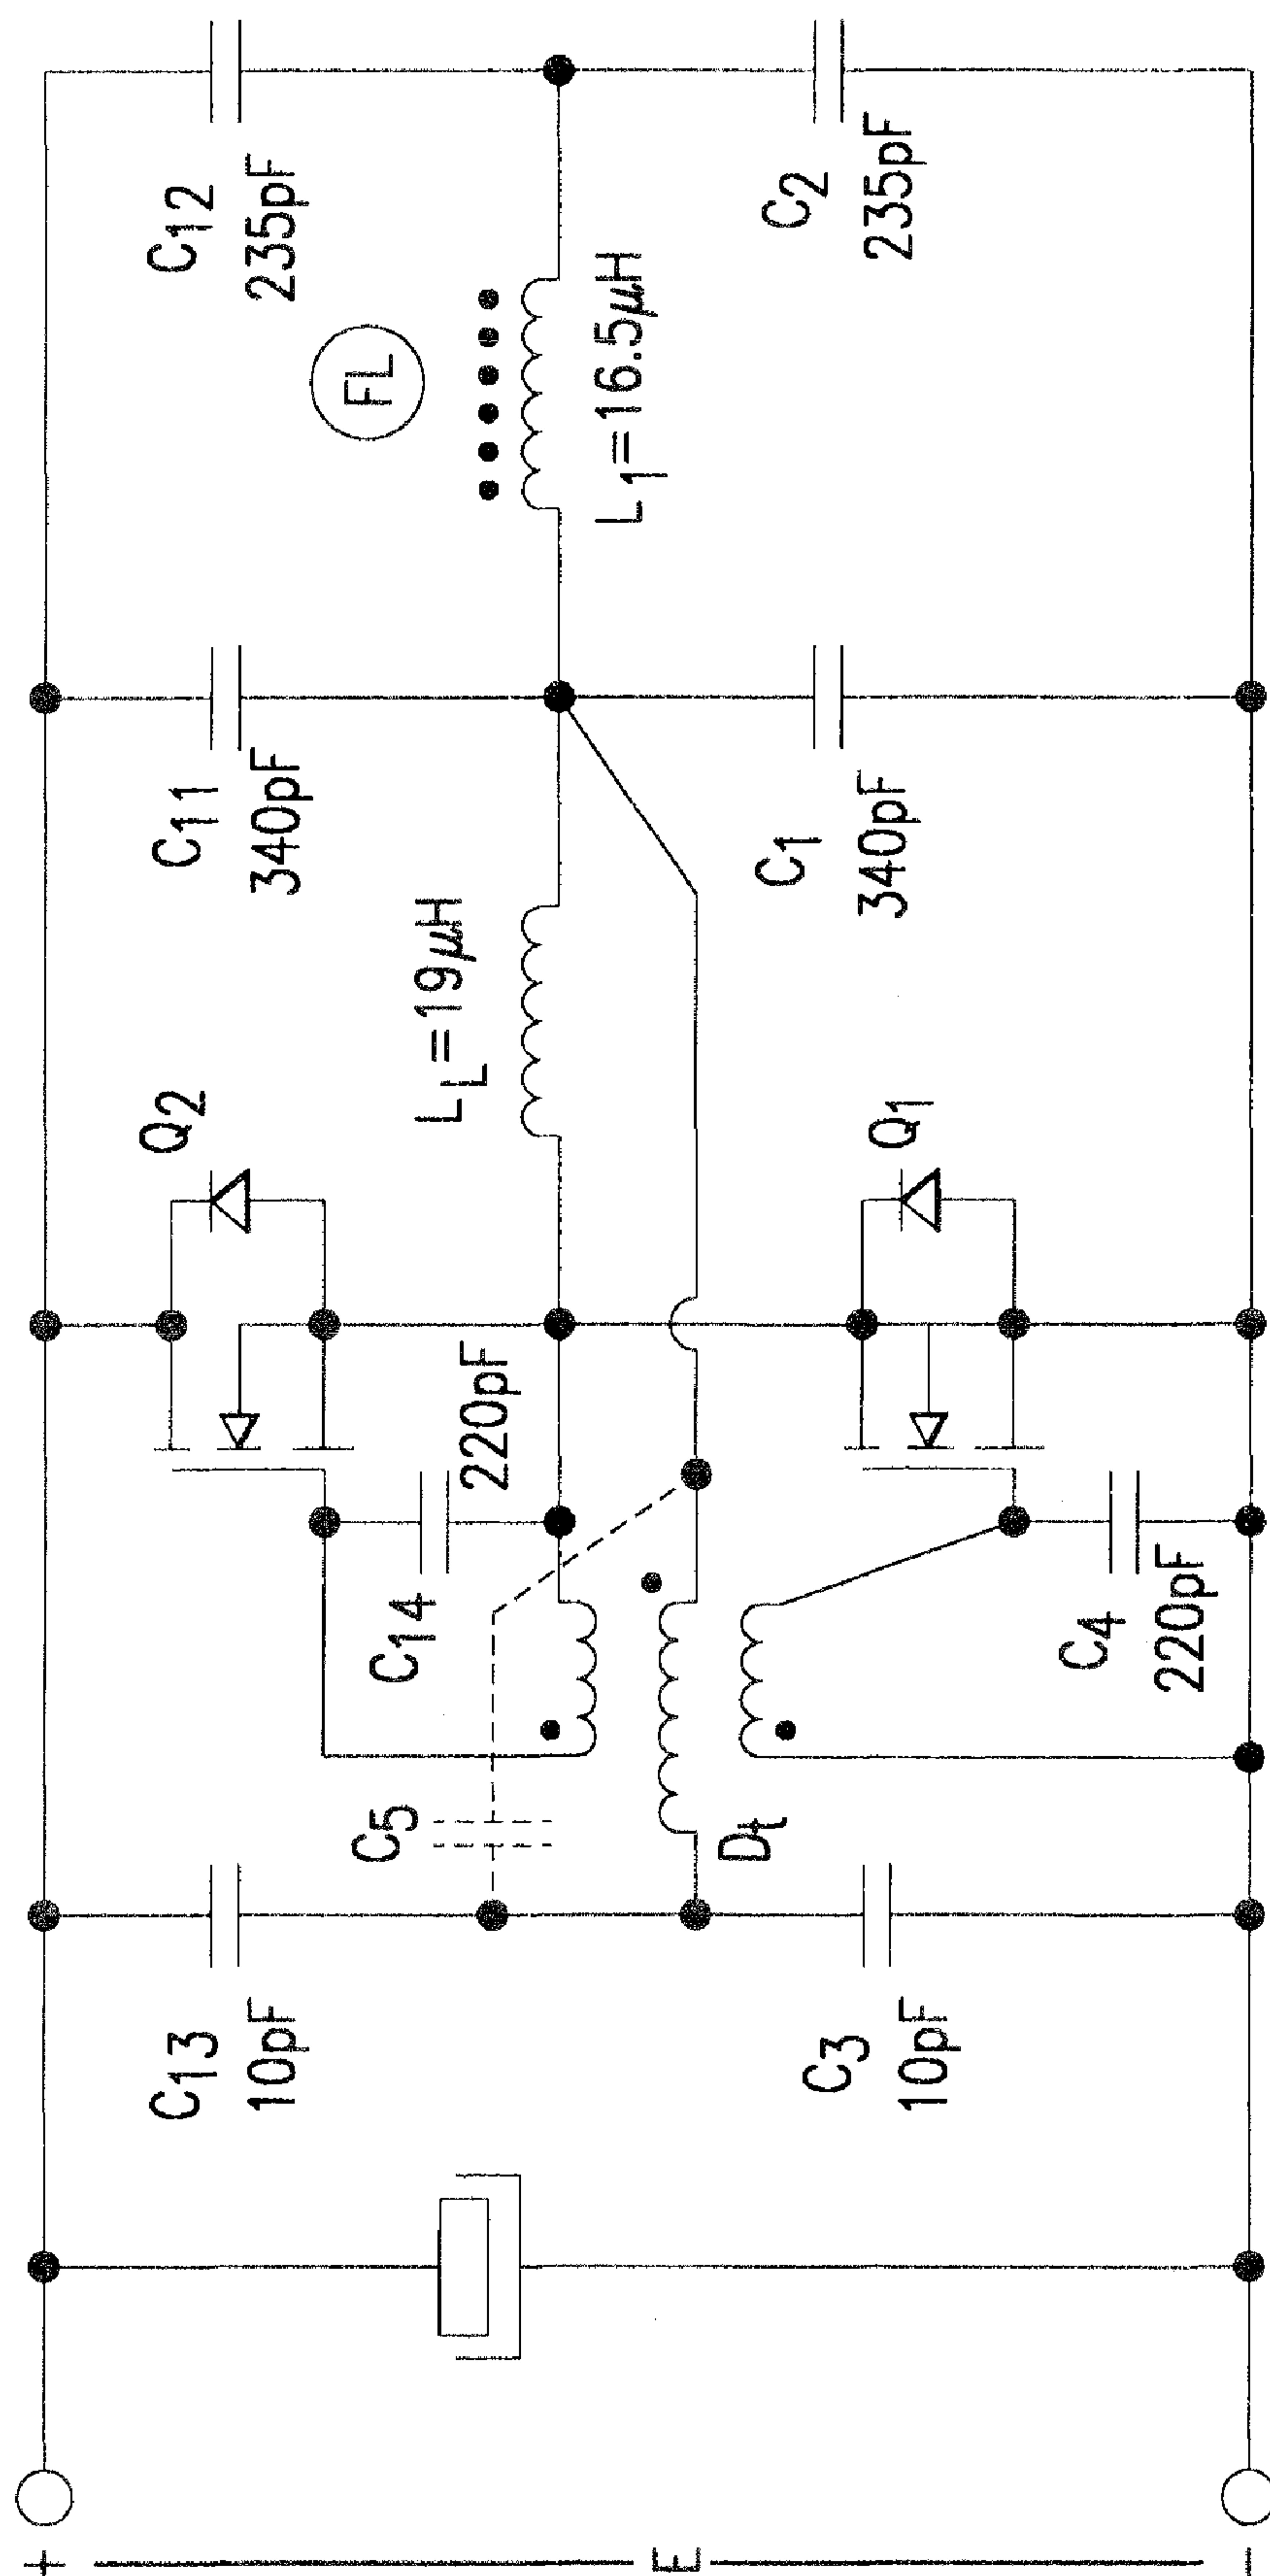 +
E
−
C13
10pF
C3
10pF
C5
Dt
C14
220pF
C4
220pF
Q2
Q1
LL=19μH
C11
340pF
C1
340pF
FL
L1=16.5μH
C12
235pF
C2
235pF